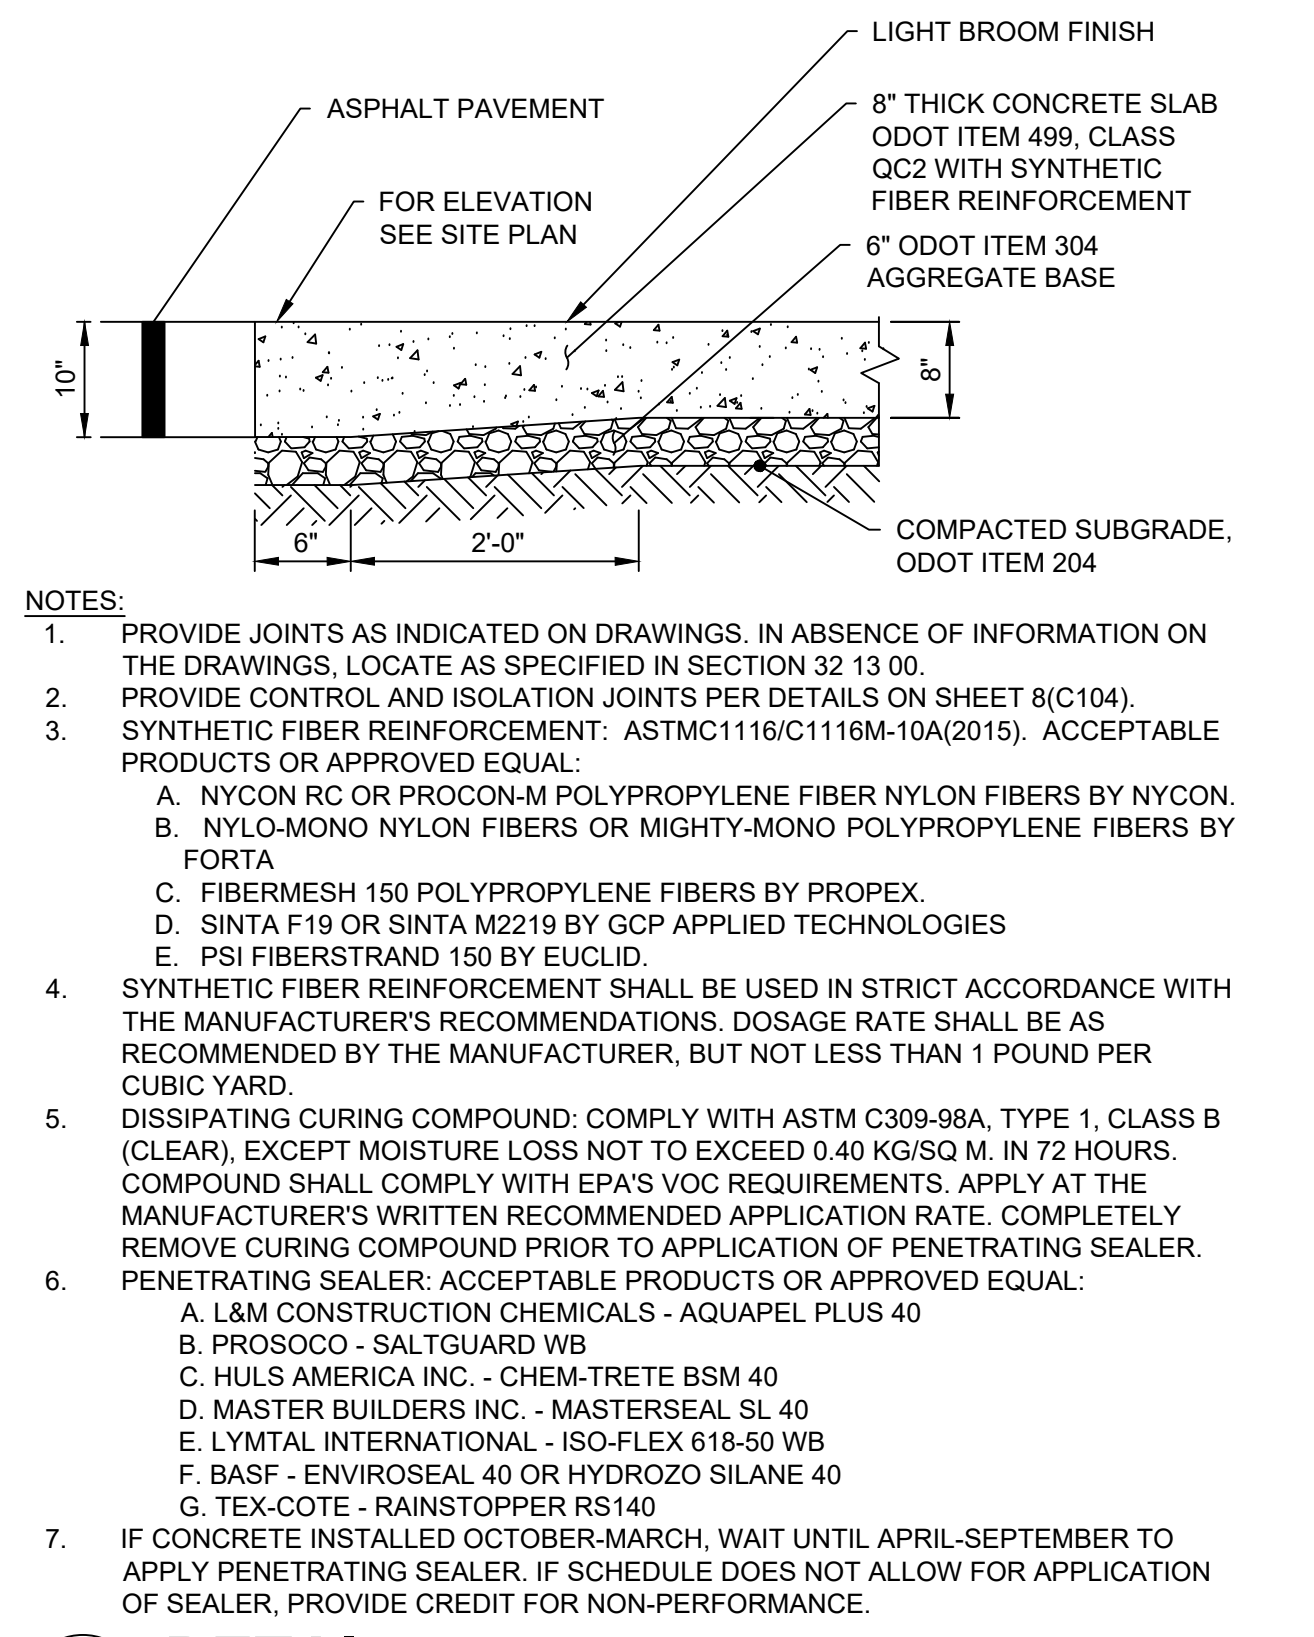 LIGHT BROOM FINISH
ASPHALT PAVEMENT
8" THICK CONCRETE SLAB
ODOT ITEM 499, CLASS
QC2 WITH SYNTHETIC
FIBER REINFORCEMENT
FOR ELEVATION
SEE SITE PLAN
6" ODOT ITEM 304
AGGREGATE BASE
10"
8"
6"
2'-0"
COMPACTED SUBGRADE,
ODOT ITEM 204
NOTES:
1. PROVIDE JOINTS AS INDICATED ON DRAWINGS. IN ABSENCE OF INFORMATION ON
THE DRAWINGS, LOCATE AS SPECIFIED IN SECTION 32 13 00.
2. PROVIDE CONTROL AND ISOLATION JOINTS PER DETAILS ON SHEET 8(C104).
3. SYNTHETIC FIBER REINFORCEMENT: ASTMC1116/C1116M-10A(2015). ACCEPTABLE
PRODUCTS OR APPROVED EQUAL:
A. NYCON RC OR PROCON-M POLYPROPYLENE FIBER NYLON FIBERS BY NYCON.
B. NYLO-MONO NYLON FIBERS OR MIGHTY-MONO POLYPROPYLENE FIBERS BY
FORTA
C. FIBERMESH 150 POLYPROPYLENE FIBERS BY PROPEX.
D. SINTA F19 OR SINTA M2219 BY GCP APPLIED TECHNOLOGIES
E. PSI FIBERSTRAND 150 BY EUCLID.
4. SYNTHETIC FIBER REINFORCEMENT SHALL BE USED IN STRICT ACCORDANCE WITH
THE MANUFACTURER'S RECOMMENDATIONS. DOSAGE RATE SHALL BE AS
RECOMMENDED BY THE MANUFACTURER, BUT NOT LESS THAN 1 POUND PER
CUBIC YARD.
5. DISSIPATING CURING COMPOUND: COMPLY WITH ASTM C309-98A, TYPE 1, CLASS B
(CLEAR), EXCEPT MOISTURE LOSS NOT TO EXCEED 0.40 KG/SQ M. IN 72 HOURS.
COMPOUND SHALL COMPLY WITH EPA'S VOC REQUIREMENTS. APPLY AT THE
MANUFACTURER'S WRITTEN RECOMMENDED APPLICATION RATE. COMPLETELY
REMOVE CURING COMPOUND PRIOR TO APPLICATION OF PENETRATING SEALER.
6. PENETRATING SEALER: ACCEPTABLE PRODUCTS OR APPROVED EQUAL:
A. L&M CONSTRUCTION CHEMICALS - AQUAPEL PLUS 40
B. PROSOCO - SALTGUARD WB
C. HULS AMERICA INC. - CHEM-TRETE BSM 40
D. MASTER BUILDERS INC. - MASTERSEAL SL 40
E. LYMTAL INTERNATIONAL - ISO-FLEX 618-50 WB
F. BASF - ENVIROSEAL 40 OR HYDROZO SILANE 40
G. TEX-COTE - RAINSTOPPER RS140
7. IF CONCRETE INSTALLED OCTOBER-MARCH, WAIT UNTIL APRIL-SEPTEMBER TO
APPLY PENETRATING SEALER. IF SCHEDULE DOES NOT ALLOW FOR APPLICATION
OF SEALER, PROVIDE CREDIT FOR NON-PERFORMANCE.